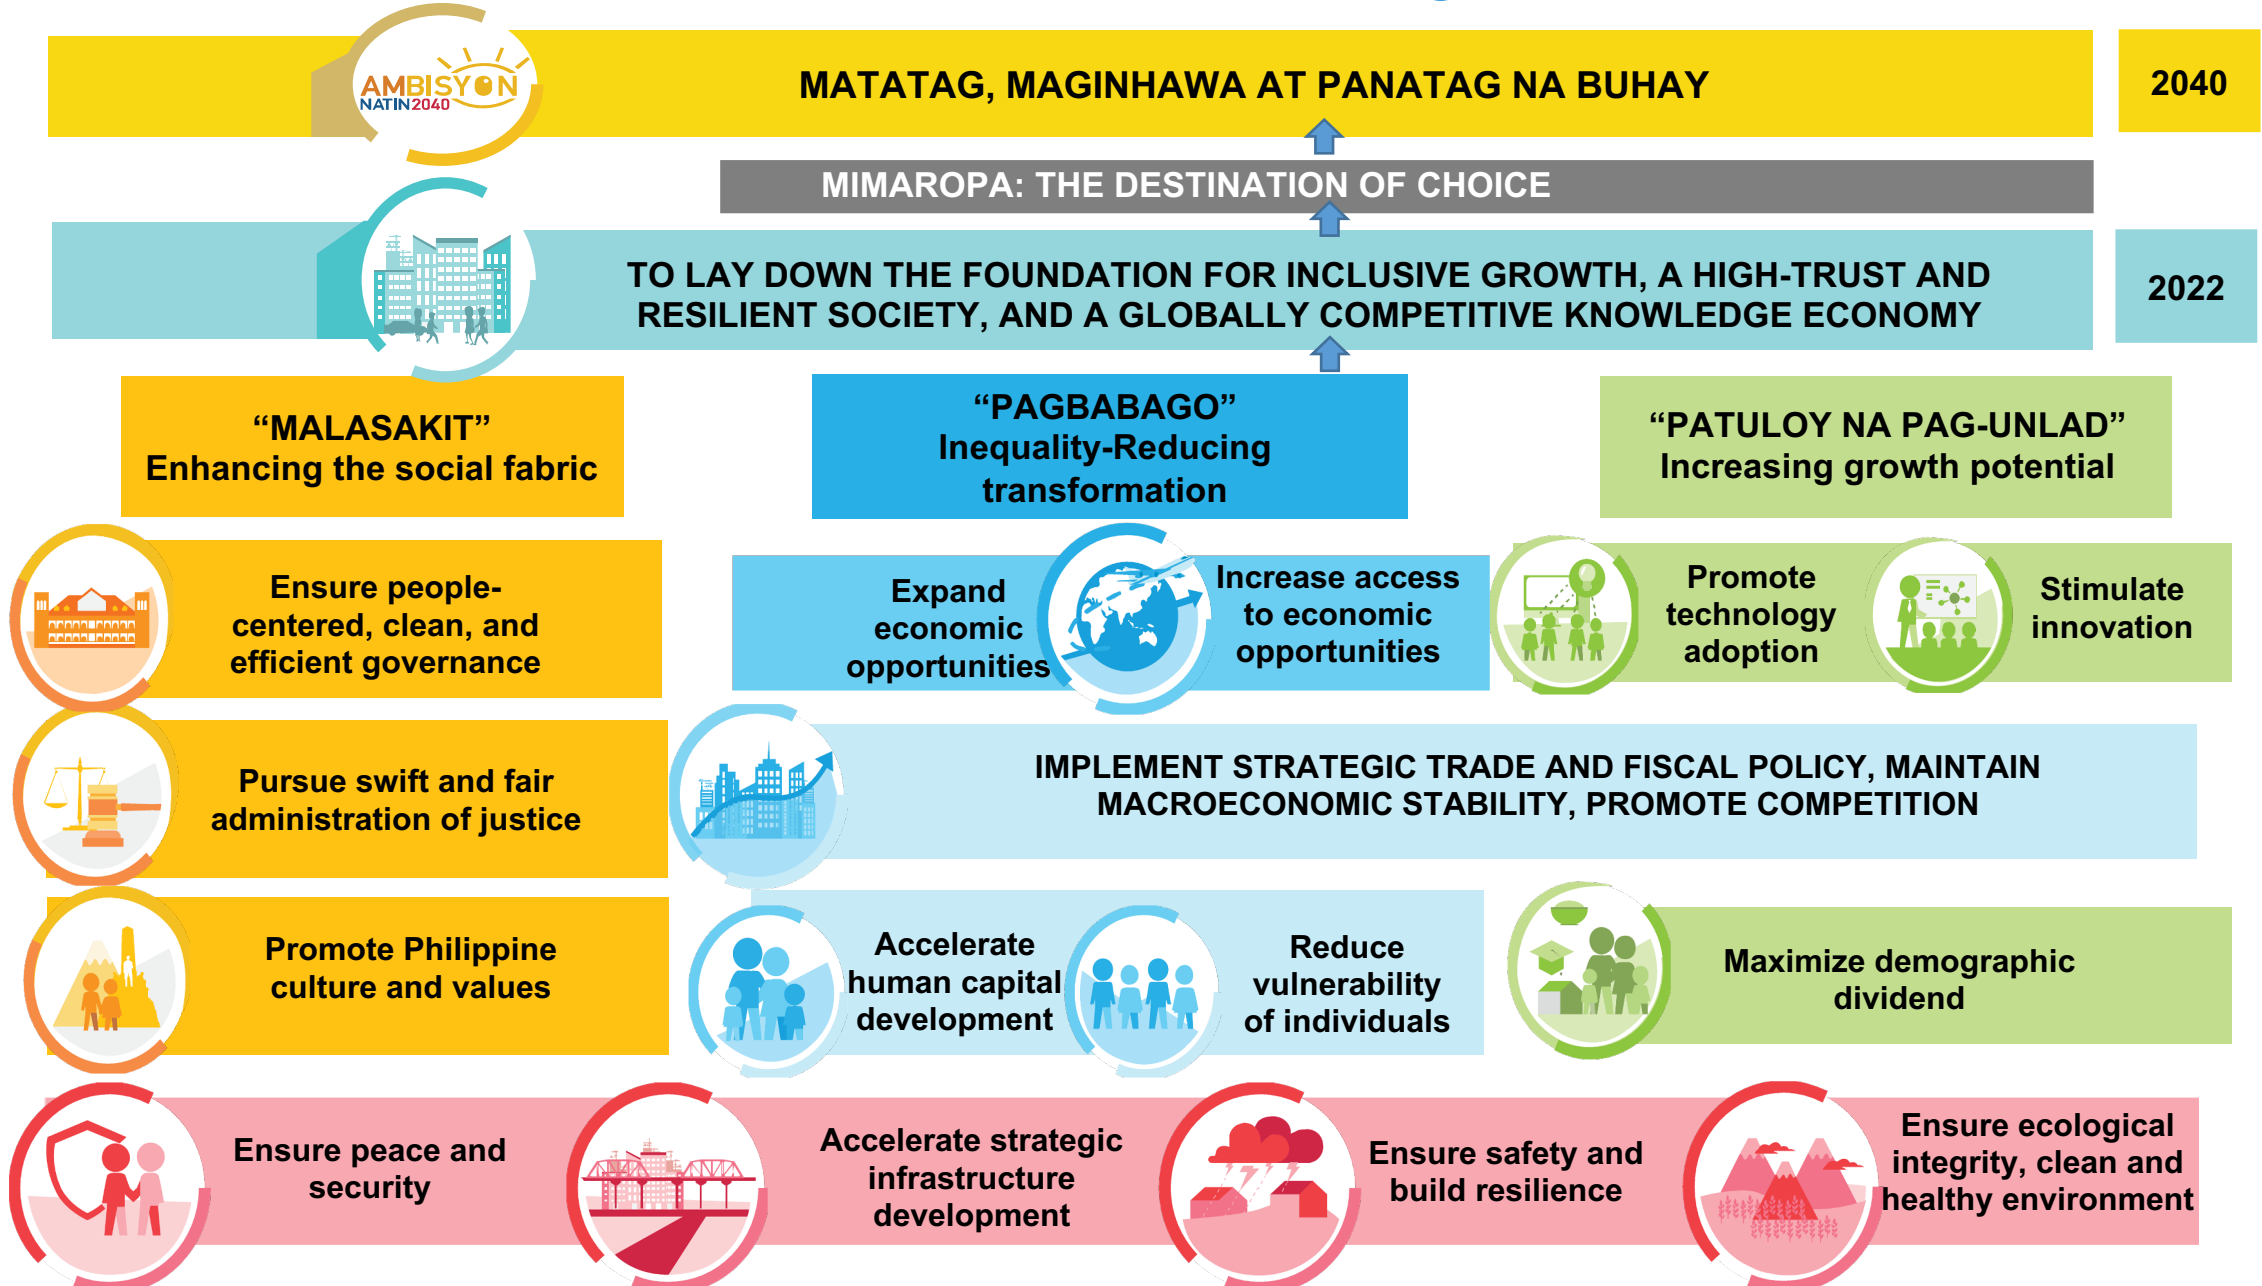 AMBISYON
NATIN2040
MATATAG, MAGINHAWA AT PANATAG NA BUHAY
2040
MIMAROPA: THE DESTINATION OF CHOICE
TO LAY DOWN THE FOUNDATION FOR INCLUSIVE GROWTH, A HIGH-TRUST AND
RESILIENT SOCIETY, AND A GLOBALLY COMPETITIVE KNOWLEDGE ECONOMY
2022
“MALASAKIT”
Enhancing the social fabric
“PAGBABAGO”
Inequality-Reducing
transformation
“PATULOY NA PAG-UNLAD”
Increasing growth potential
Ensure people-
centered, clean, and
efficient governance
Expand
economic
opportunities
Increase access
to economic
opportunities
Promote
technology
adoption
Stimulate
innovation
Pursue swift and fair
administration of justice
IMPLEMENT STRATEGIC TRADE AND FISCAL POLICY, MAINTAIN
MACROECONOMIC STABILITY, PROMOTE COMPETITION
Promote Philippine
culture and values
Accelerate
human capital
development
Reduce
vulnerability
of individuals
Maximize demographic
dividend
Ensure peace and
security
Accelerate strategic
infrastructure
development
Ensure safety and
build resilience
Ensure ecological
integrity, clean and
healthy environment